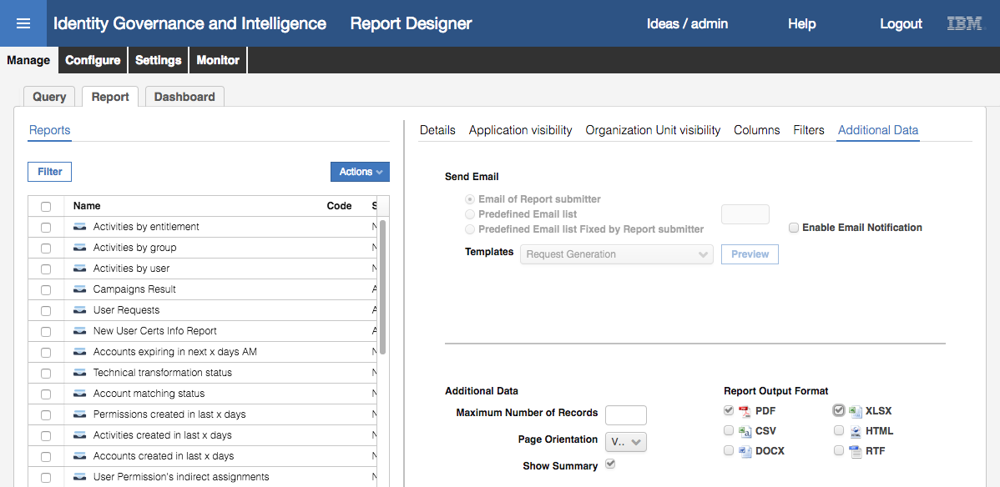 Identity Governance and Intelligence Report Designer Ideas / admin Help Logout IBM
Manage Configure Settings Monitor
Query Report Dashboard
Reports
Details Application visibility Organization Unit visibility Columns Filters Additional Data
Filter Actions
Name Code S
Activities by entitlement N
Activities by group N
Activities by user N
Campaigns Result A
User Requests A
New User Certs Info Report A
Accounts expiring in next x days AM N
Technical transformation status N
Account matching status N
Permissions created in last x days N
Activities created in last x days N
Accounts created in last x days N
User Permission's indirect assignments N
Send Email
Email of Report submitter
Predefined Email list
Predefined Email list Fixed by Report submitter
Enable Email Notification
Templates Request Generation Preview
Additional Data
Maximum Number of Records
Page Orientation V..
Show Summary
Report Output Format
PDF XLSX
CSV HTML
DOCX RTF